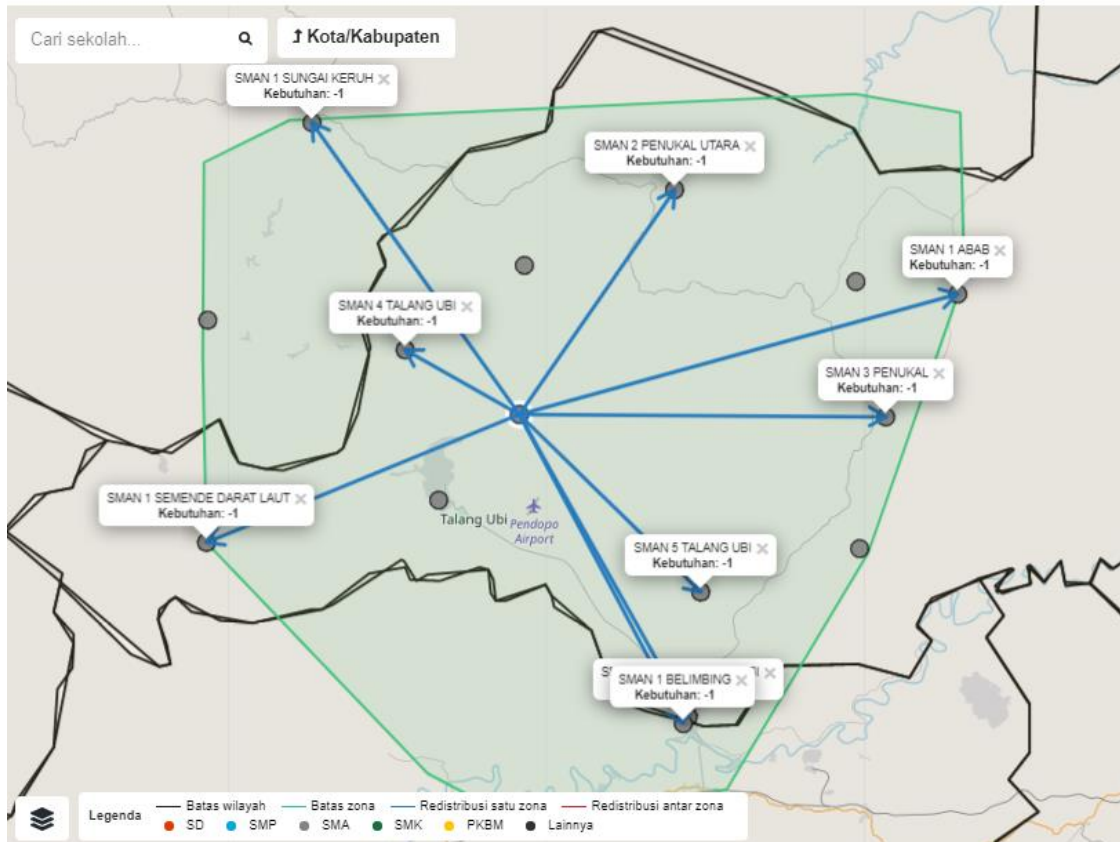 Cari sekolah...
Kota/Kabupaten
SMAN 1 SUNGAI KERUH
Kebutuhan: -1
SMAN 2 PENUKAL UTARA
Kebutuhan: -1
SMAN 1 ABAB
Kebutuhan: -1
SMAN 4 TALANG UBI
Kebutuhan: -1
SMAN 3 PENUKAL
Kebutuhan: -1
SMAN 1 SEMENDE DARAT LAUT
Kebutuhan: -1
Talang Ubi
Pendopo
Airport
SMAN 5 TALANG UBI
Kebutuhan: -1
SMAN 1 BELIMBING
Kebutuhan: -1
Legenda
Batas wilayah
Batas zona
Redistribusi satu zona
Redistribusi antar zona
SD
SMP
SMA
SMK
PKBM
Lainnya